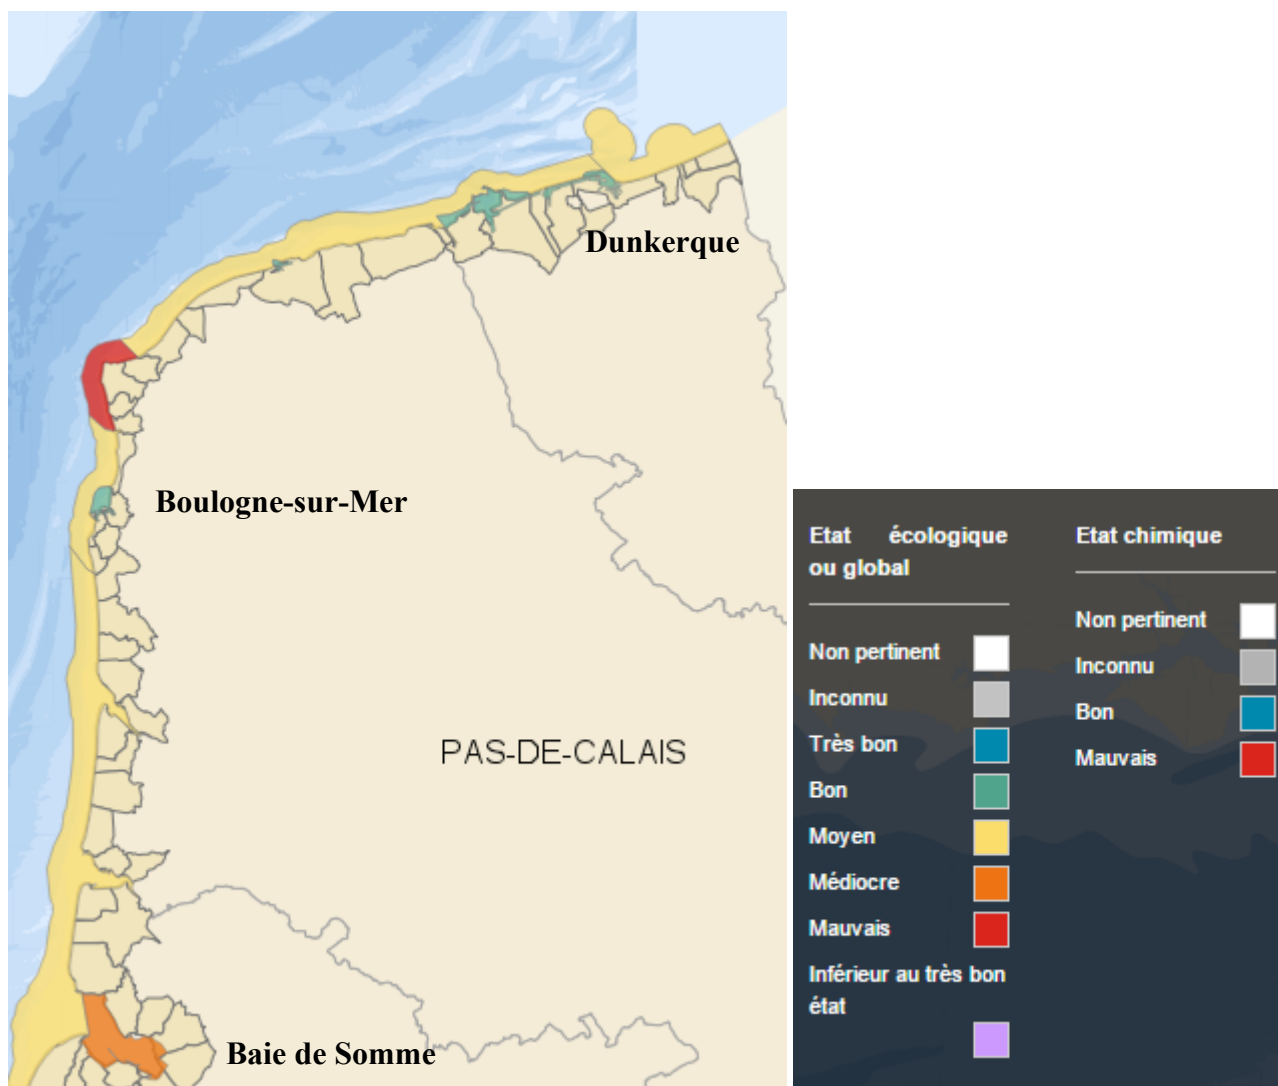 Dunkerque
Boulogne-sur-Mer
PAS-DE-CALAIS
Baie de Somme
Etat écologique
ou global
Non pertinent
Inconnu
Très bon
Bon
Moyen
Médiocre
Mauvais
Inférieur au très bon
état
Etat chimique
Non pertinent
Inconnu
Bon
Mauvais